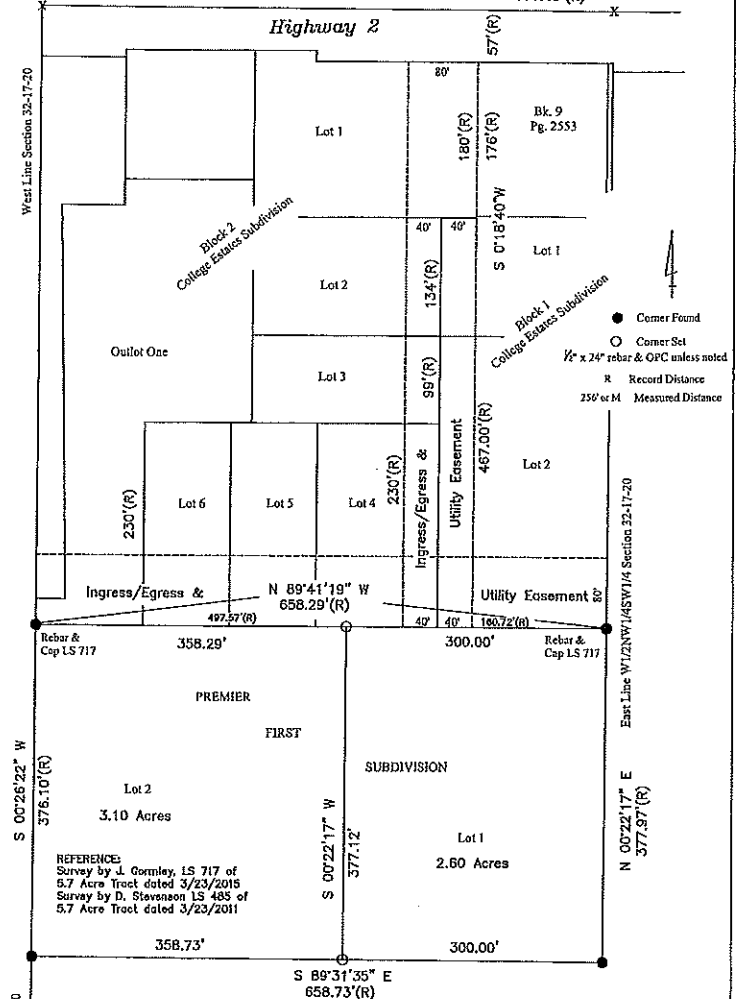 X
X
Highway 2
57'(R)
80'
West Line Section 32-17-20
Lot 1
180'(R)
176'(R)
Bk. 9
Pg. 2553
Block 2
College Estates Subdivision
40'
40'
S 0°18'40" W
Lot 1
Lot 2
134'(R)
Block 1
College Estates Subdivision
Corner Found
Corner Set
1/2" x 24" rebar & OPC unless noted
R Record Distance
256' or M Measured Distance
Outlot One
Lot 3
99'(R)
467.00'(R)
Lot 2
230'(R)
Lot 6
Lot 5
Lot 4
230'(R)
Ingress/Egress &
Utility Easement
Ingress/Egress &
N 89°41'19" W
658.29'(R)
Utility Easement
80'
497.57'(R)
40'
40'
160.72'(R)
Rebar &
Cap LS 717
358.29'
300.00'
Rebar &
Cap LS 717
East Line W1/2NW1/4SW1/4 Section 32-17-20
PREMIER
FIRST
SUBDIVISION
S 00°26'22" W
376.10'(R)
Lot 2
3.10 Acres
S 00°22'17" W
377.12'
Lot 1
2.60 Acres
N 00°22'17" E
377.97'(R)
REFERENCE:
Survey by J. Gormley, LS 717 of
5.7 Acre Tract dated 3/23/2015
Survey by D. Stevenson LS 485 of
5.7 Acre Tract dated 3/23/2011
358.73'
300.00'
S 89°31'35" E
658.73'(R)